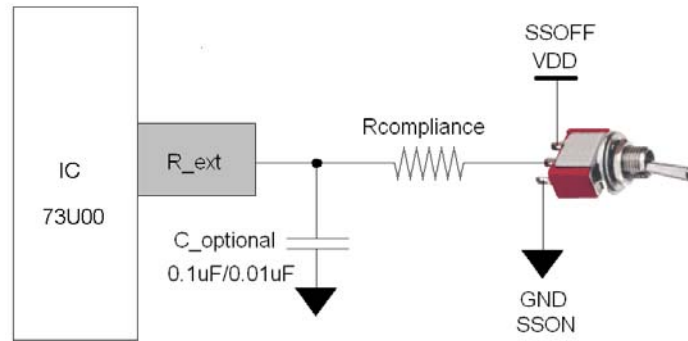 SSOFF
VDD
Rcompliance
R_ext
IC
73U00
C_optional
0.1uF/0.01uF
GND
SSON